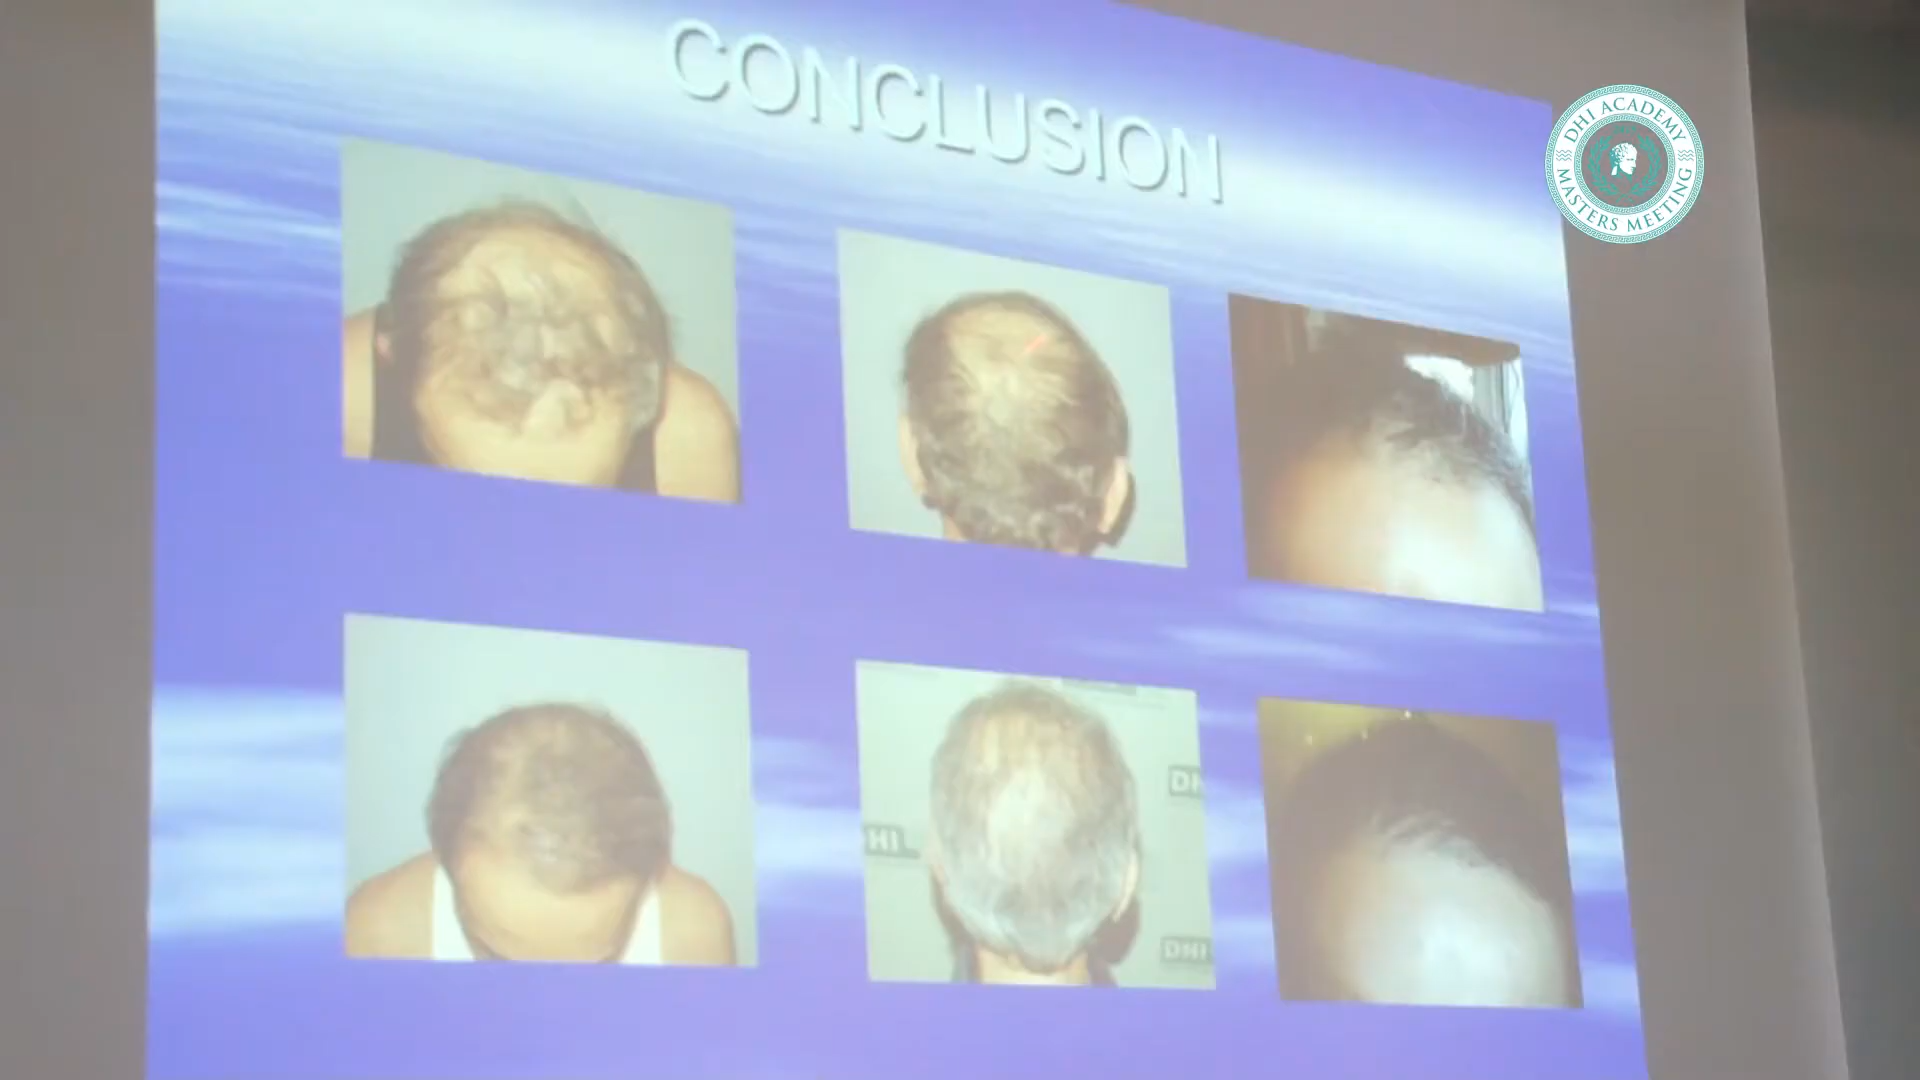 CONCLUSION
DHI ACADEMY
MASTERS MEETING
DHI
DHI